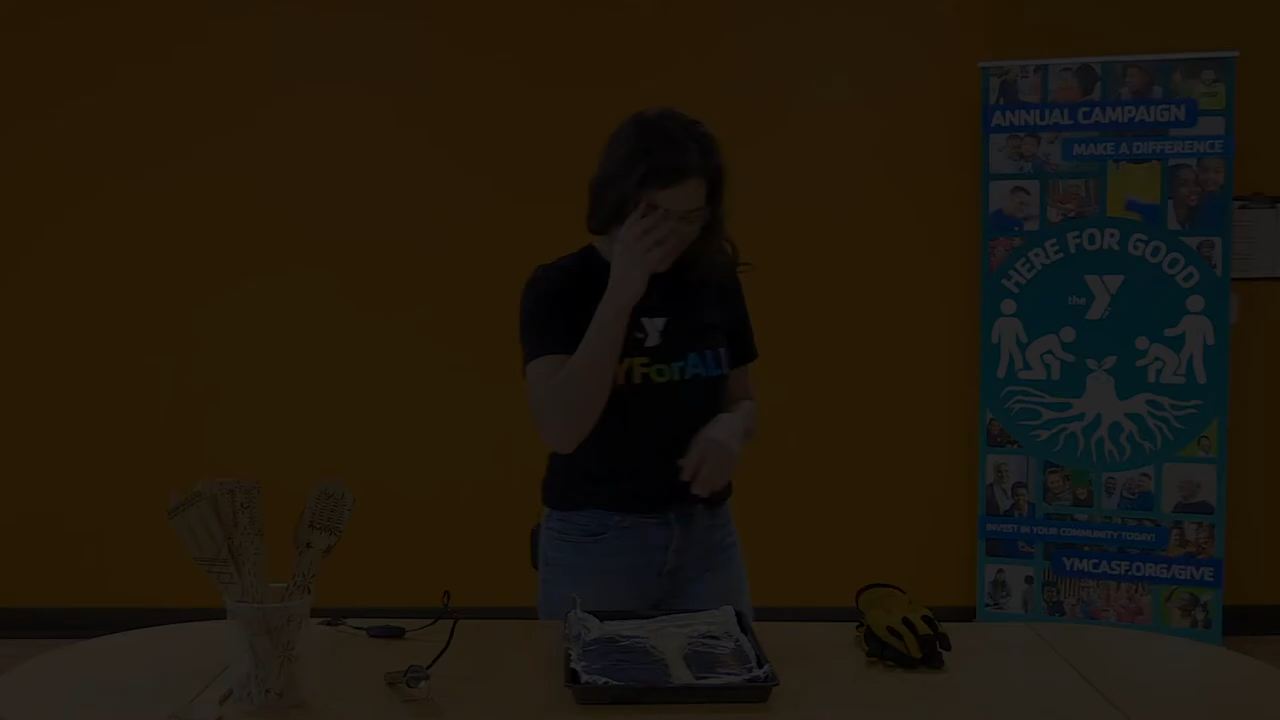 ANNUAL CAMPAIGN
MAKE A DIFFERENCE
HERE FOR GOOD
the Y
Y
YForALL
INVEST IN YOUR COMMUNITY TODAY!
YMCASF.ORG/GIVE